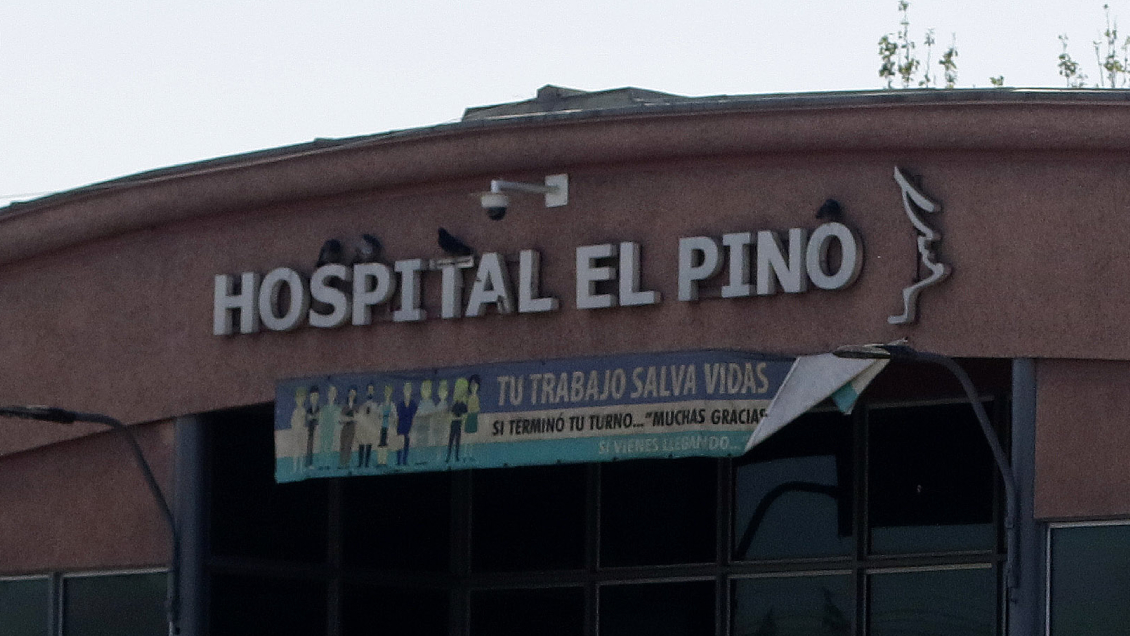 HOSPITAL EL PINO
TU TRABAJO SALVA VIDAS
SI TERMINÓ TU TURNO..."MUCHAS GRACIAS
SI VIENES LLEGANDO...